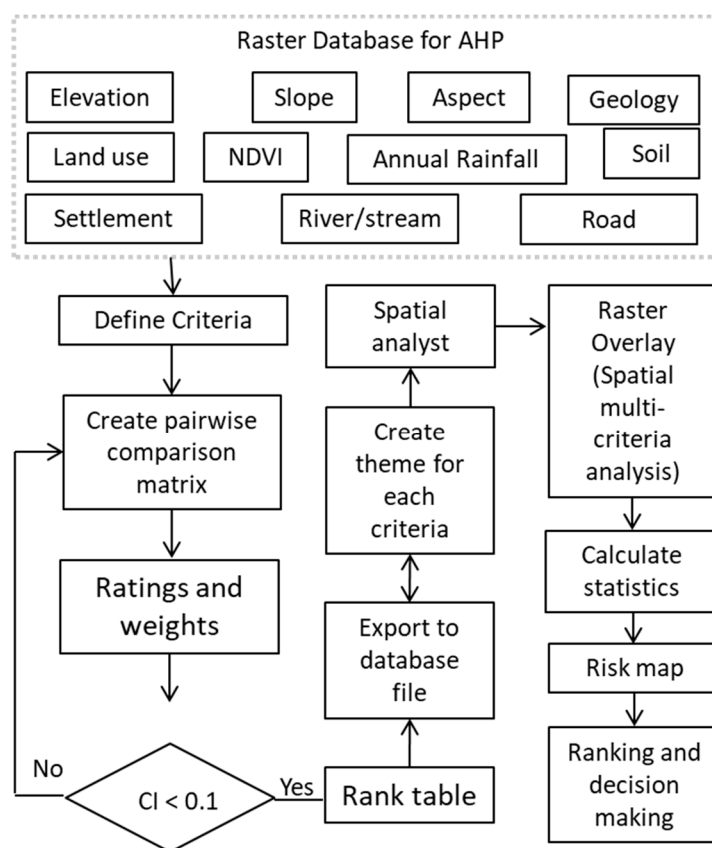 Raster Database for AHP
Elevation
Slope
Aspect
Geology
Land use
NDVI
Annual Rainfall
Soil
Settlement
River/stream
Road
Define Criteria
Create pairwise
comparison
matrix
Ratings and
weights
CI < 0.1
No
Yes
Rank table
Export to
database
file
Create
theme for
each
criteria
Spatial
analyst
Raster
Overlay
(Spatial
multi-
criteria
analysis)
Calculate
statistics
Risk map
Ranking and
decision
making